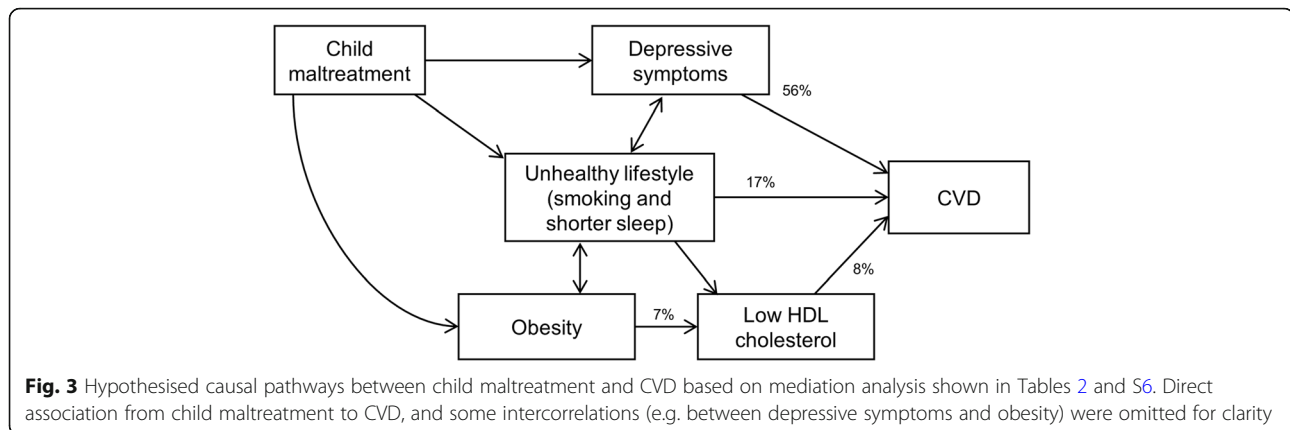 Child
maltreatment
Depressive
symptoms
56%
Unhealthy lifestyle
(smoking and
shorter sleep)
17%
CVD
8%
Obesity
7%
Low HDL
cholesterol
Fig. 3 Hypothesised causal pathways between child maltreatment and CVD based on mediation analysis shown in Tables 2 and S6. Direct
association from child maltreatment to CVD, and some intercorrelations (e.g. between depressive symptoms and obesity) were omitted for clarity